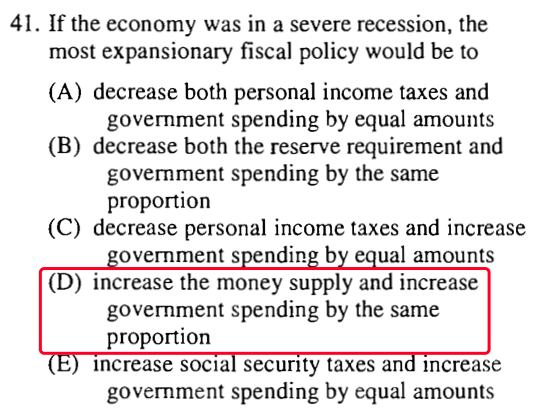 41. If the economy was in a severe recession, the
most expansionary fiscal policy would be to
(A) decrease both personal income taxes and
government spending by equal amounts
(B) decrease both the reserve requirement and
government spending by the same
proportion
(C) decrease personal income taxes and increase
government spending by equal amounts
(D) increase the money supply and increase
government spending by the same
proportion
(E) increase social security taxes and increase
government spending by equal amounts